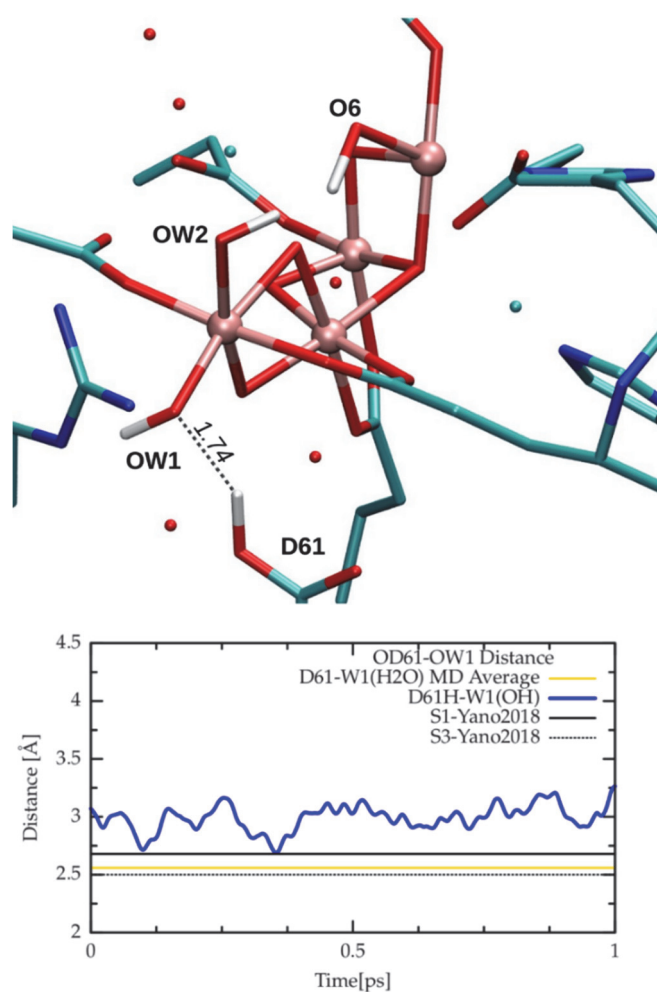 O6
OW2
1.74
OW1
D61
4.5
OD61-OW1 Distance
D61-W1(H2O) MD Average
4
D61H-W1(OH)
S1-Yano2018
3.5
S3-Yano2018
Distance [Å]
3
2.5
2
0
0.5
1
Time[ps]